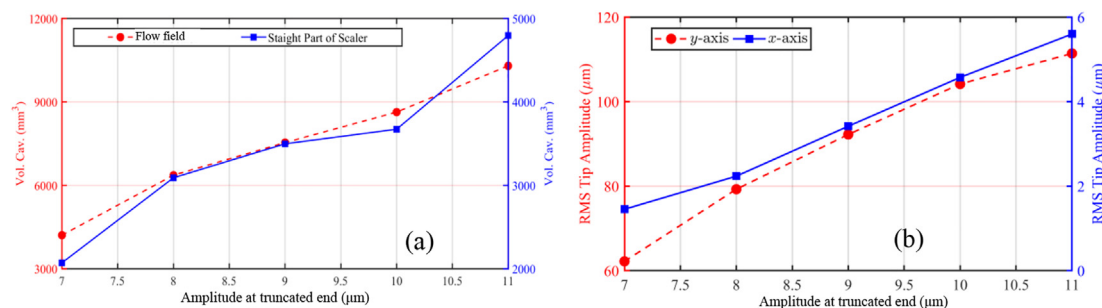 12000
9000
6000
3000
Vol. Cav. (mm³)
Flow field
Staight Part of Scaler
(a)
5000
4000
3000
2000
Vol. Cav. (mm³)
7 7.5 8 8.5 9 9.5 10 10.5 11
Amplitude at truncated end (μm)
120
100
80
60
RMS Tip Amplitude (μm)
y-axis
x-axis
(b)
6
4
2
0
RMS Tip Amplitude (μm)
7 7.5 8 8.5 9 9.5 10 10.5 11
Amplitude at truncated end (μm)